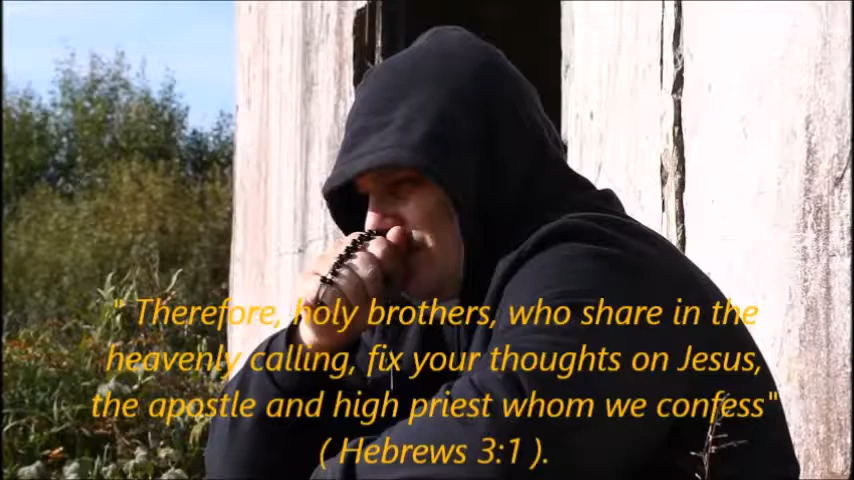 " Therefore, holy brothers, who share in the
heavenly calling, fix your thoughts on Jesus,
the apostle and high priest whom we confess"
( Hebrews 3:1 ).